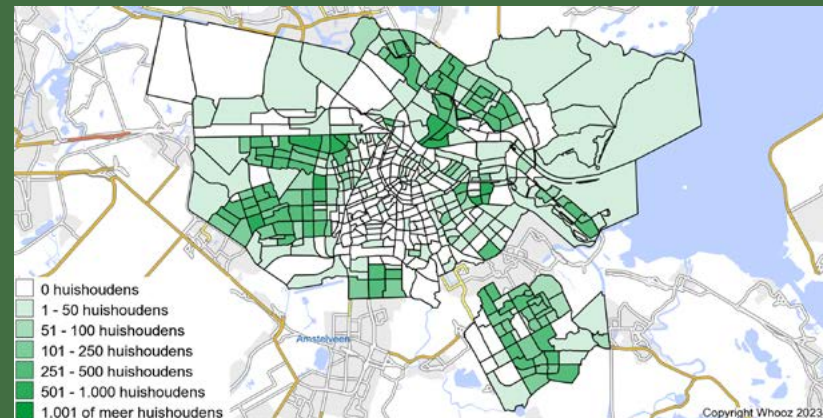 0 huishoudens
1 - 50 huishoudens
51 - 100 huishoudens
101 - 250 huishoudens
251 - 500 huishoudens
501 - 1.000 huishoudens
1.001 of meer huishoudens
Amstelveen
Copyright Whooz 2023